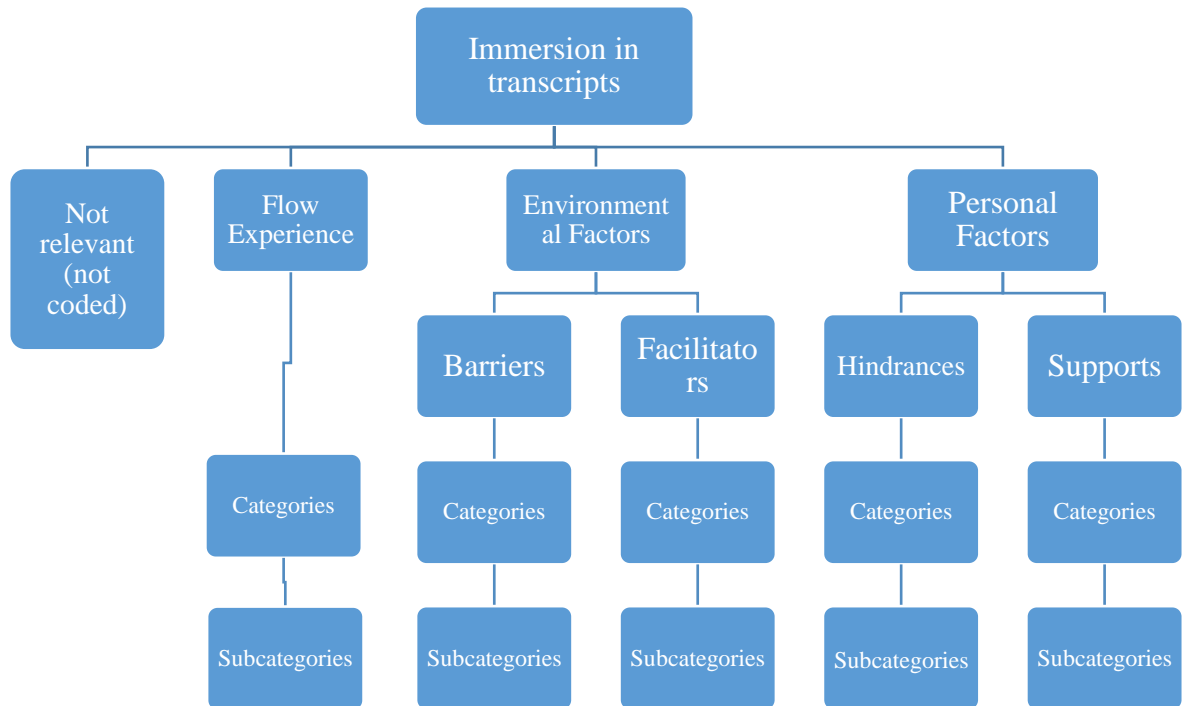 Immersion in
transcripts
Not
relevant
(not
coded)
Flow
Experience
Environment
al Factors
Personal
Factors
Barriers
Facilitato
rs
Hindrances
Supports
Categories
Categories
Categories
Categories
Categories
Subcategories
Subcategories
Subcategories
Subcategories
Subcategories